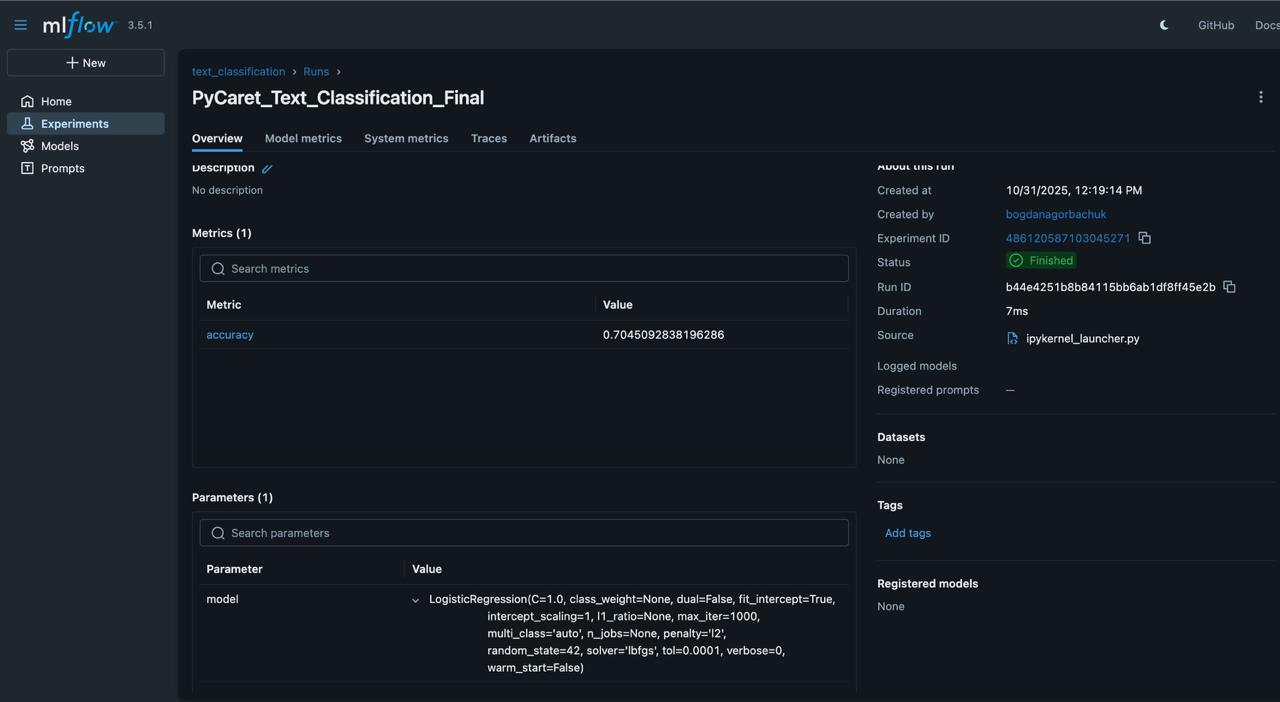 mlflow 3.5.1
GitHub
Docs
New
Home
Experiments
Models
Prompts
text_classification › Runs ›
PyCaret_Text_Classification_Final
Overview
Model metrics
System metrics
Traces
Artifacts
Description
No description
Metrics (1)
Search metrics
Metric Value
accuracy 0.7045092838196286
Parameters (1)
Search parameters
Parameter Value
model LogisticRegression(C=1.0, class_weight=None, dual=False, fit_intercept=True,
intercept_scaling=1, l1_ratio=None, max_iter=1000,
multi_class='auto', n_jobs=None, penalty='l2',
random_state=42, solver='lbfgs', tol=0.0001, verbose=0,
warm_start=False)
About this run
Created at 10/31/2025, 12:19:14 PM
Created by bogdanagorbachuk
Experiment ID 486120587103045271
Status Finished
Run ID b44e4251b8b84115bb6ab1df8ff45e2b
Duration 7ms
Source ipykernel_launcher.py
Logged models
Registered prompts —
Datasets
None
Tags
Add tags
Registered models
None